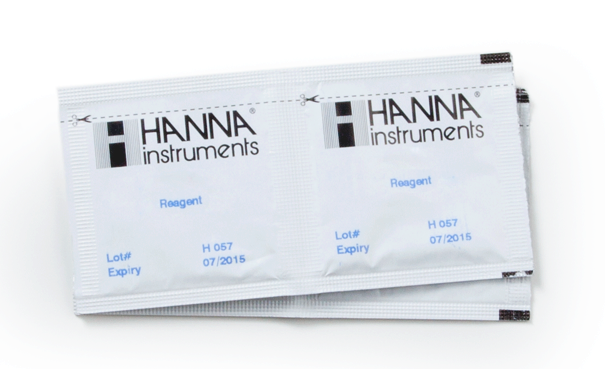 HANNA®
instruments
Reagent
Lot# H 057
Expiry 07/2015
HANNA®
instruments
Reagent
Lot# H 057
Expiry 07/2015